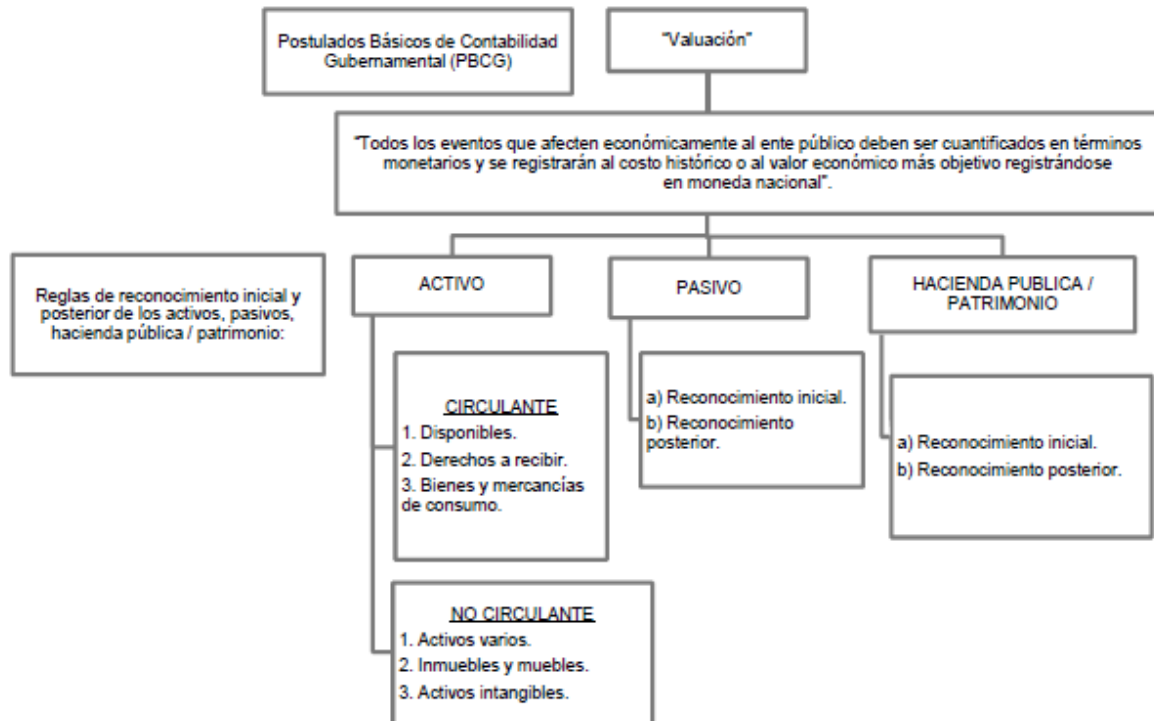 Postulados Básicos de Contabilidad
Gubernamental (PBCG)
"Valuación"
"Todos los eventos que afecten económicamente al ente público deben ser cuantificados en términos
monetarios y se registrarán al costo histórico o al valor económico más objetivo registrándose
en moneda nacional".
Reglas de reconocimiento inicial y
posterior de los activos, pasivos,
hacienda pública / patrimonio:
ACTIVO
PASIVO
HACIENDA PUBLICA /
PATRIMONIO
CIRCULANTE
1. Disponibles.
2. Derechos a recibir.
3. Bienes y mercancías
de consumo.
a) Reconocimiento inicial.
b) Reconocimiento
posterior.
a) Reconocimiento inicial.
b) Reconocimiento posterior.
NO CIRCULANTE
1. Activos varios.
2. Inmuebles y muebles.
3. Activos intangibles.